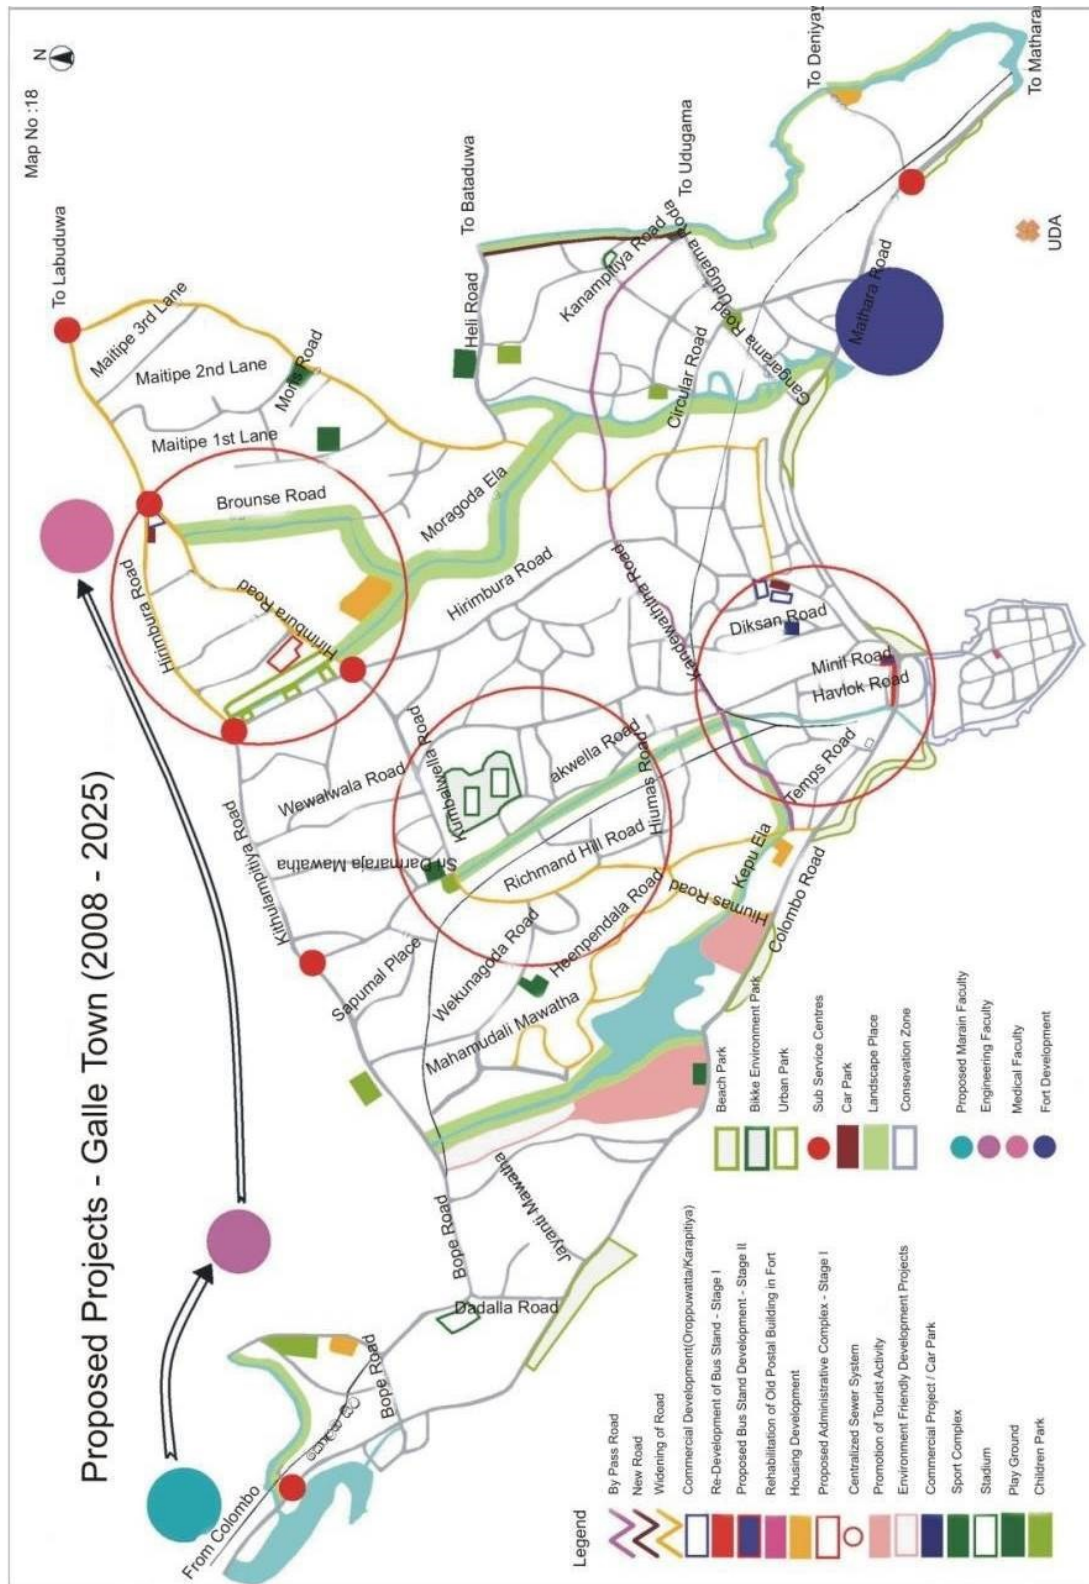 Map No :18
N
Proposed Projects - Galle Town (2008 - 2025)
To Labuduwa
To Bataduwa
To Udugama
To Deniya
To Mathara
Maitipe 3rd Lane
Maitipe 2nd Lane
Moris Road
Maitipe 1st Lane
Brounse Road
Hirimbura Road
Hirimbura Road
Moragoda Ela
Hirimbura Road
Heli Road
Kanampitiya Road
Udugama Roda
Udugama Road
Circular Road
Gangarama Road
Mathara Road
UDA
Kandewaththa Road
Diksan Road
Minil Road
Havlok Road
Temps Road
Kithulampitiya Road
Wewalwala Road
Kumbalwella Road
akwella Road
Hiumas Road
Sri Darmaraja Mawatha
Richmand Hill Road
Sapumal Place
Wekunagoda Road
Heenpendala Road
Mahamudali Mawatha
Hiumas Road
Kepu Ela
Colombo Road
Bope Road
Jayanti Mawatha
Dadalla Road
Bope Road
From Colombo
Legend
By Pass Road
New Road
Widening of Road
Commercial Development(Oroppuwatta/Karapitiya)
Re-Development of Bus Stand - Stage I
Proposed Bus Stand Development - Stage II
Rehabilitation of Old Postal Building in Fort
Housing Development
Proposed Administrative Complex - Stage I
Centralized Sewer System
Promotion of Tourist Activity
Environment Friendly Development Projects
Commercial Project / Car Park
Sport Complex
Stadium
Play Ground
Children Park
Beach Park
Bikke Environment Park
Urban Park
Sub Service Centres
Car Park
Landscape Place
Consevation Zone
Proposed Marain Faculty
Engineering Faculty
Medical Faculty
Fort Development